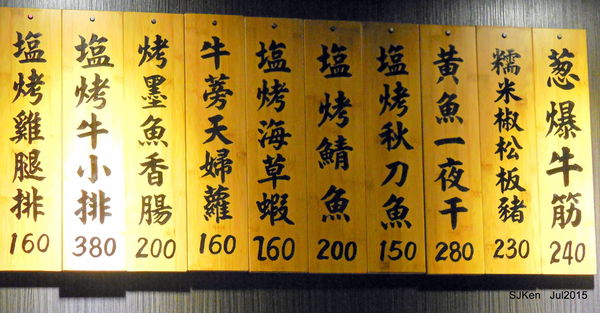 塩烤雞腿排 160
塩烤牛小排 380
烤墨魚香腸 200
牛蒡天婦蘿 160
塩烤海草蝦 260
塩烤鯖魚 200
塩烤秋刀魚 150
黃魚一夜干 280
糯米椒松板豬 230
葱爆牛筋 240
SJKen Jul2015